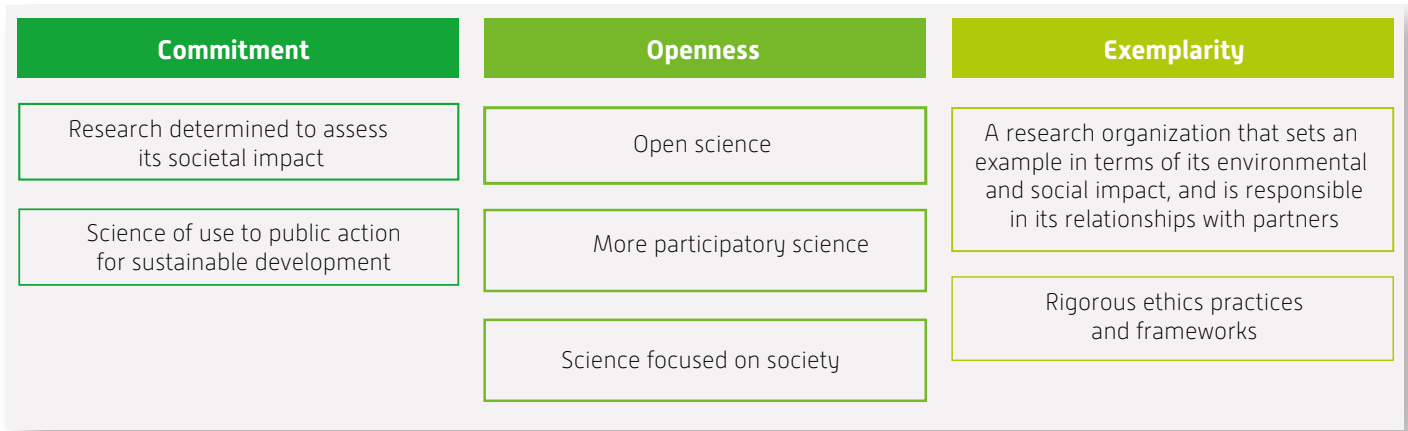 Commitment
Research determined to assess
its societal impact
Science of use to public action
for sustainable development
Openness
Open science
More participatory science
Science focused on society
Exemplarity
A research organization that sets an
example in terms of its environmental
and social impact, and is responsible
in its relationships with partners
Rigorous ethics practices
and frameworks